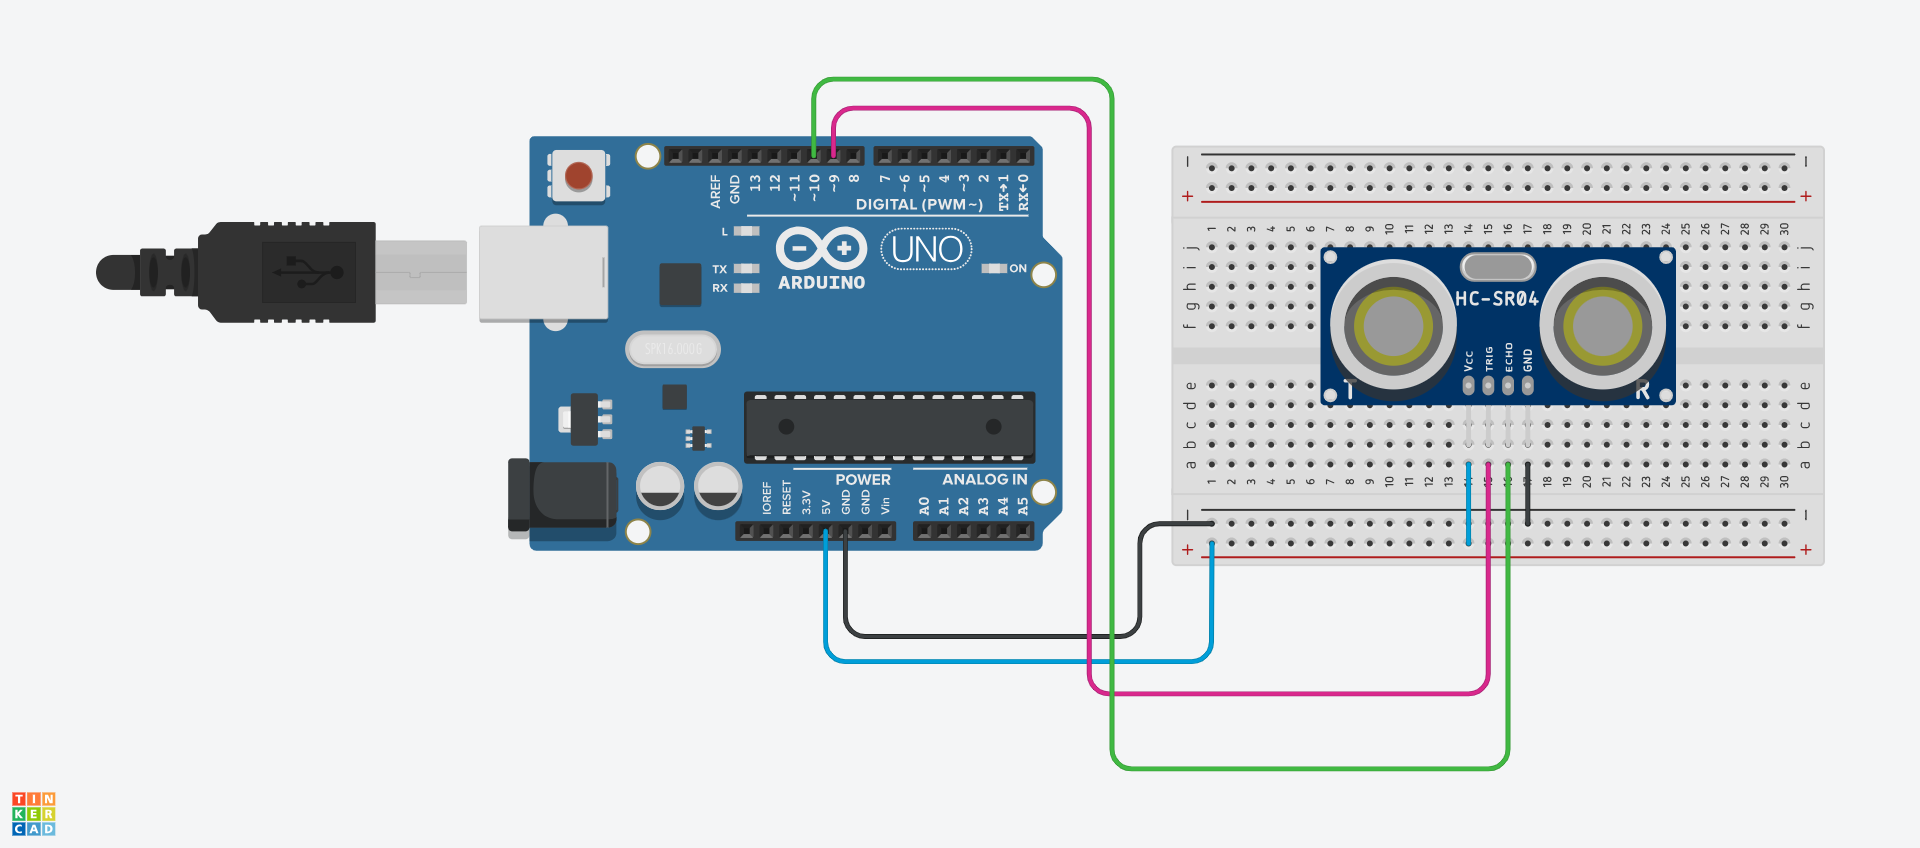 AREF
GND
13
12
~11
~10
~9
8
7
~6
~5
4
~3
2
TX→1
RX←0
DIGITAL (PWM~)
L
TX
RX
ARDUINO
UNO
ON
SPK16.000G
POWER
ANALOG IN
IOREF
RESET
3.3V
5V
GND
GND
Vin
A0
A1
A2
A3
A4
A5
− −
+ +
1 2 3 4 5 6 7 8 9 10 11 12 13 14 15 16 17 18 19 20 21 22 23 24 25 26 27 28 29 30
j j
i i
h h
g g
f f
HC-SR04
VCC
TRIG
ECHO
GND
T R
e e
d d
c c
b b
a a
1 2 3 4 5 6 7 8 9 10 11 12 13 14 15 16 17 18 19 20 21 22 23 24 25 26 27 28 29 30
− −
+ +
TIN
KER
CAD